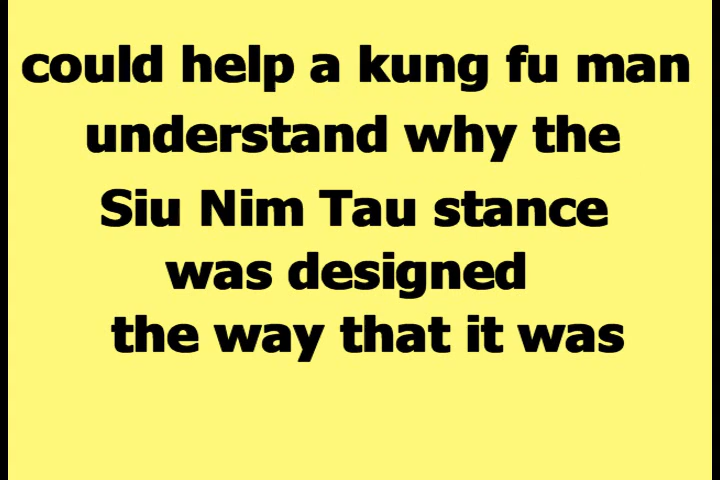 could help a kung fu man
understand why the
Siu Nim Tau stance
was designed
the way that it was